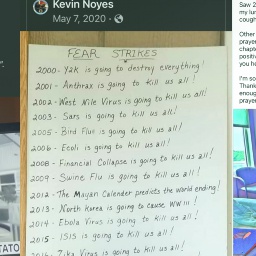 Kevin Noyes
May 7, 2020
FEAR STRIKES
2000- Y2K is going to destroy everything!
2001- Anthrax is going to kill us all!
2002- West Nile Virus is going to kill us all!
2003- Sars is going to kill us all!
2005- Bird Flu is going to kill us all!
2006- Ecoli is going to kill us all!
2008- Financial Collapse is going to kill us all!
2009- Swine Flu is going to kill us all!
2012- The Mayan Calender predicts the world ending!
2013- North Korea is going to cause WW III!
2014- Ebola Virus is going to kill us all!
2015- ISIS is going to kill us all!
Zika Virus is going to kill us all!
Saw 2
my lu
cough
Other
prayer
chapt
positiv
you h
I'm so
Thank
enoug
prayer
TATO